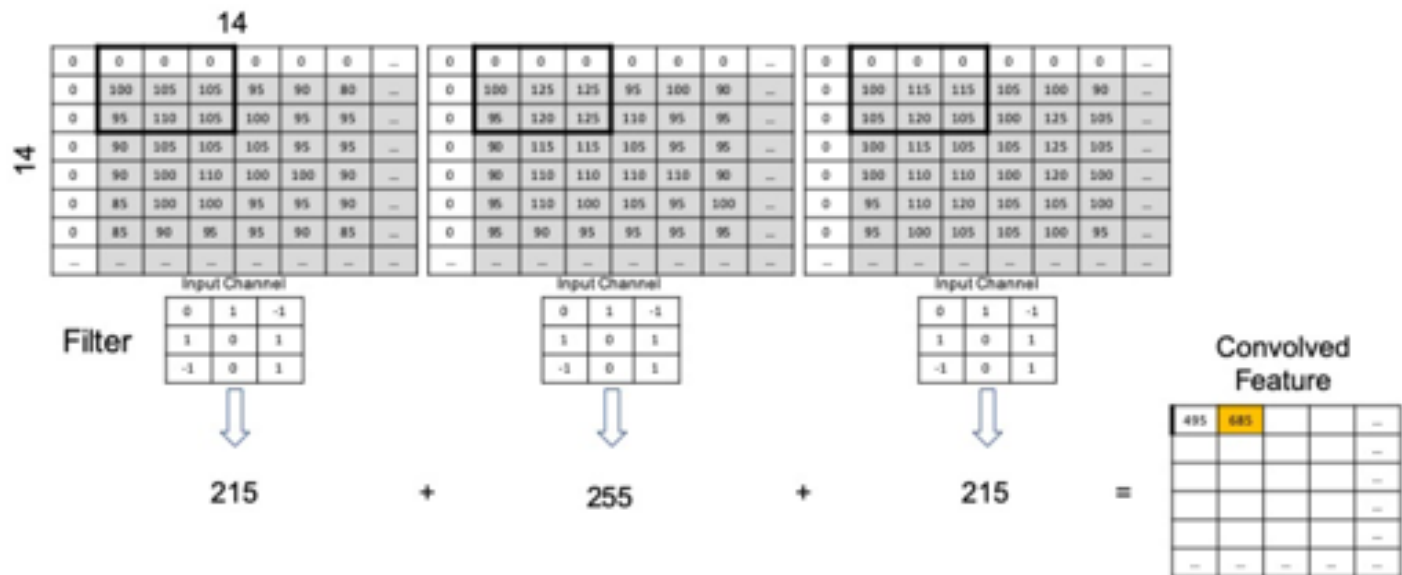 14
0 0 0 0 0 0 0 ... 0 0 0 0 0 0 0 ... 0 0 0 0 0 0 0 ...
0 100 105 105 95 90 80 ... 0 100 125 125 95 100 90 ... 0 100 115 115 105 100 90 ...
0 95 110 105 100 95 95 ... 0 95 120 125 110 95 95 ... 0 105 120 105 100 125 105 ...
14
0 90 105 105 105 95 95 ... 0 90 115 115 105 95 95 ... 0 100 115 105 105 125 105 ...
0 90 100 110 100 100 90 ... 0 90 110 110 110 110 90 ... 0 100 110 110 100 120 100 ...
0 85 100 100 95 95 90 ... 0 95 110 100 105 95 100 ... 0 95 110 120 105 105 100 ...
0 85 90 95 95 90 85 ... 0 95 90 95 95 95 95 ... 0 95 100 105 105 100 95 ...
... ... ... ... ... ... ... ... ... ... ... ... ... ... ... ... ... ... ... ... ... ... ... ...
Input Channel Input Channel Input Channel
0 1 -1 0 1 -1 0 1 -1
Filter 1 0 1 1 0 1 1 0 1
-1 0 1 -1 0 1 -1 0 1
Convolved
Feature
495 685 ...
...
...
215 + 255 + 215 = ...
...
... ... ... ... ...